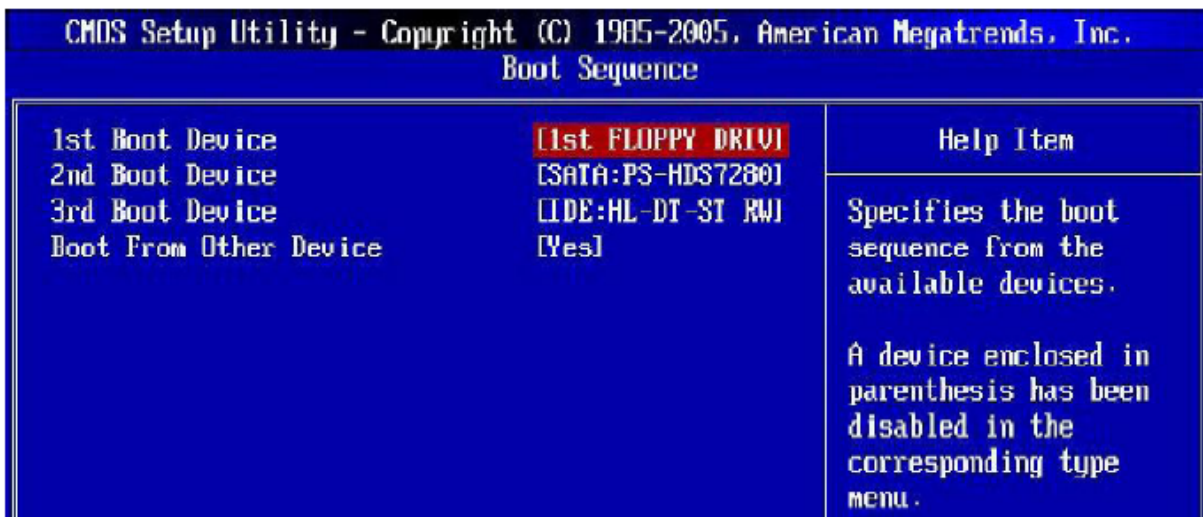 CMOS Setup Utility - Copyright (C) 1985-2005, American Megatrends, Inc.
Boot Sequence
1st Boot Device [1st FLOPPY DRIV]
2nd Boot Device [SATA:PS-HDS7280]
3rd Boot Device [IDE:HL-DT-ST RW]
Boot From Other Device [Yes]
Help Item
Specifies the boot
sequence from the
available devices.
A device enclosed in
parenthesis has been
disabled in the
corresponding type
menu.